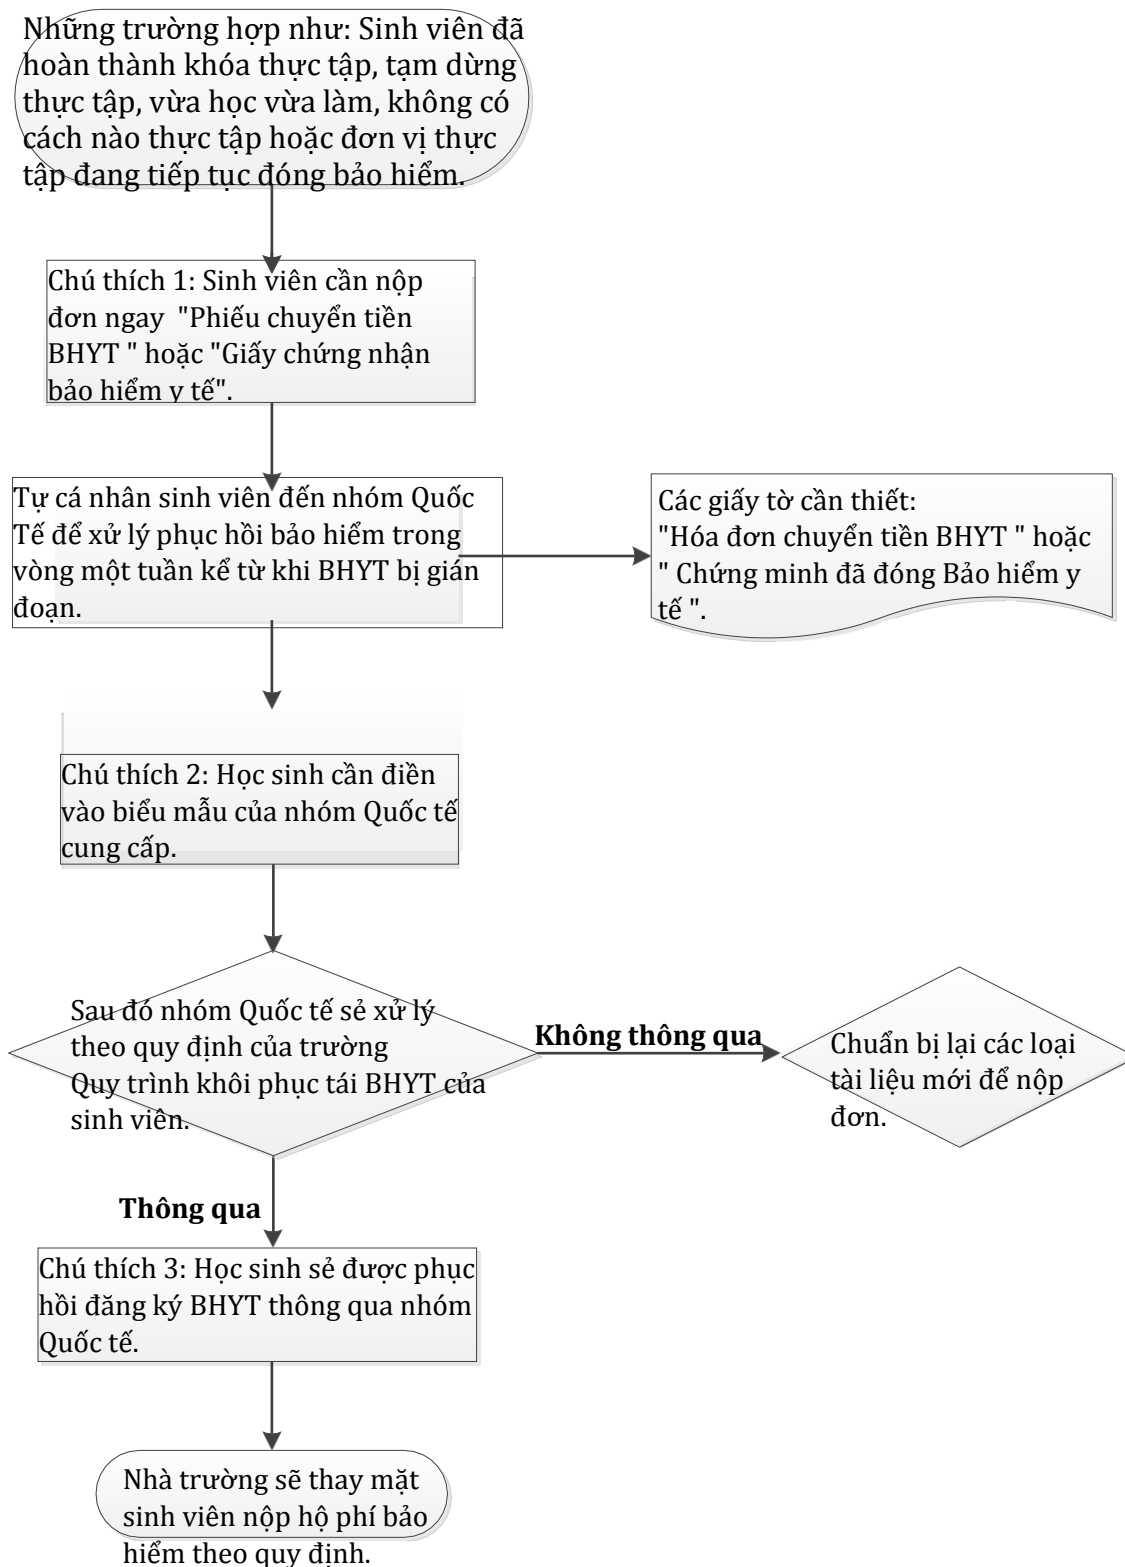 Những trường hợp như: Sinh viên đã
hoàn thành khóa thực tập, tạm dừng
thực tập, vừa học vừa làm, không có
cách nào thực tập hoặc đơn vị thực
tập đang tiếp tục đóng bảo hiểm.
Chú thích 1: Sinh viên cần nộp
đơn ngay "Phiếu chuyển tiền
BHYT " hoặc "Giấy chứng nhận
bảo hiểm y tế".
Tự cá nhân sinh viên đến nhóm Quốc
Tế để xử lý phục hồi bảo hiểm trong
vòng một tuần kể từ khi BHYT bị gián
đoạn.
Các giấy tờ cần thiết:
"Hóa đơn chuyển tiền BHYT " hoặc
" Chứng minh đã đóng Bảo hiểm y
tế ".
Chú thích 2: Học sinh cần điền
vào biểu mẫu của nhóm Quốc tế
cung cấp.
Sau đó nhóm Quốc tế sẻ xử lý
theo quy định của trường
Quy trình khôi phục tái BHYT của
sinh viên.
Không thông qua
Chuẩn bị lại các loại
tài liệu mới để nộp
đơn.
Thông qua
Chú thích 3: Học sinh sẻ được phục
hồi đăng ký BHYT thông qua nhóm
Quốc tế.
Nhà trường sẽ thay mặt
sinh viên nộp hộ phí bảo
hiểm theo quy định.